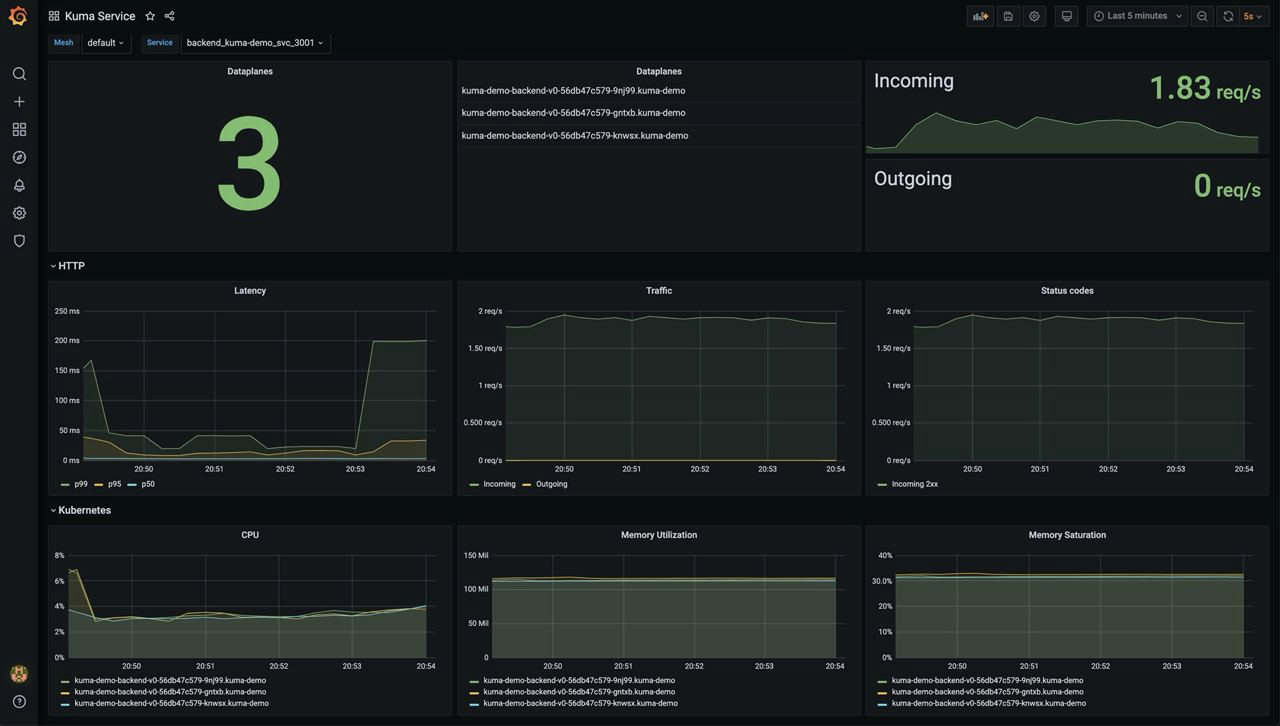 Kuma Service
Last 5 minutes
5s
Mesh default Service backend_kuma-demo_svc_3001
Dataplanes
3
Dataplanes
kuma-demo-backend-v0-56db47c579-9nj99.kuma-demo
kuma-demo-backend-v0-56db47c579-gntxb.kuma-demo
kuma-demo-backend-v0-56db47c579-knwsx.kuma-demo
Incoming
1.83 req/s
Outgoing
0 req/s
HTTP
Latency
250 ms
200 ms
150 ms
100 ms
50 ms
0 ms
20:50 20:51 20:52 20:53 20:54
p99 p95 p50
Traffic
2 req/s
1.50 req/s
1 req/s
0.500 req/s
0 req/s
20:50 20:51 20:52 20:53 20:54
Incoming Outgoing
Status codes
2 req/s
1.50 req/s
1 req/s
0.500 req/s
0 req/s
20:50 20:51 20:52 20:53 20:54
Incoming 2xx
Kubernetes
CPU
8%
6%
4%
2%
0%
20:50 20:51 20:52 20:53 20:54
kuma-demo-backend-v0-56db47c579-9nj99.kuma-demo
kuma-demo-backend-v0-56db47c579-gntxb.kuma-demo
kuma-demo-backend-v0-56db47c579-knwsx.kuma-demo
Memory Utilization
150 Mil
100 Mil
50 Mil
0
20:50 20:51 20:52 20:53 20:54
kuma-demo-backend-v0-56db47c579-9nj99.kuma-demo
kuma-demo-backend-v0-56db47c579-gntxb.kuma-demo
kuma-demo-backend-v0-56db47c579-knwsx.kuma-demo
Memory Saturation
40%
30.0%
20%
10%
0%
20:50 20:51 20:52 20:53 20:54
kuma-demo-backend-v0-56db47c579-9nj99.kuma-demo
kuma-demo-backend-v0-56db47c579-gntxb.kuma-demo
kuma-demo-backend-v0-56db47c579-knwsx.kuma-demo